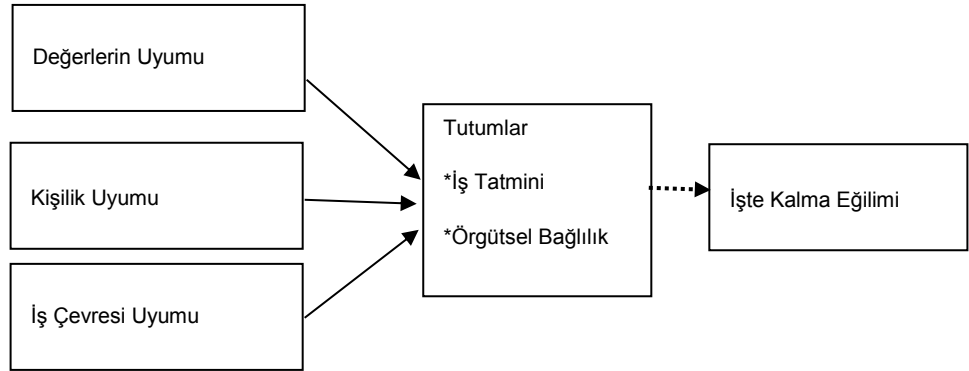 Değerlerin Uyumu
Kişilik Uyumu
İş Çevresi Uyumu
Tutumlar
*İş Tatmini
*Örgütsel Bağlılık
İşte Kalma Eğilimi